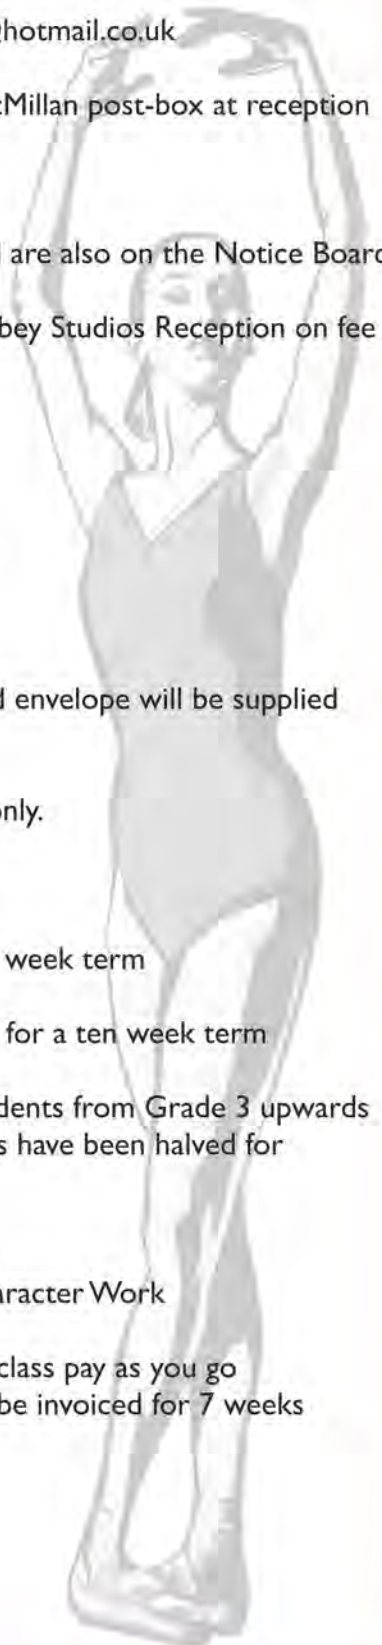 @hotmail.co.uk
Millan post-box at reception
are also on the Notice Board
bey Studios Reception on fee
envelope will be supplied
only.
week term
for a ten week term
dents from Grade 3 upwards
s have been halved for
aracter Work
class pay as you go
be invoiced for 7 weeks